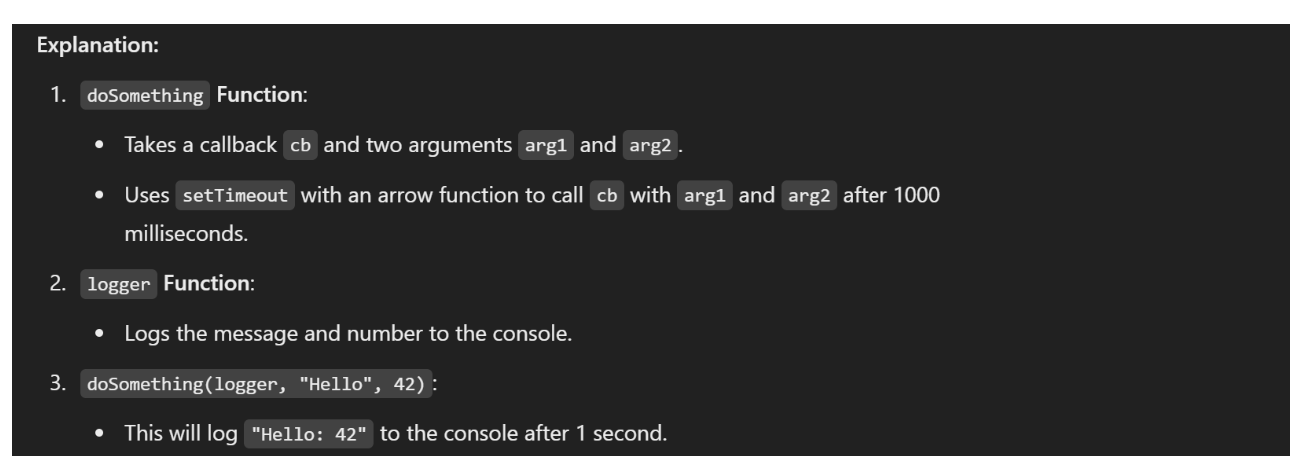 Explanation:
1. doSomething Function:
• Takes a callback cb and two arguments arg1 and arg2.
• Uses setTimeout with an arrow function to call cb with arg1 and arg2 after 1000
milliseconds.
2. logger Function:
• Logs the message and number to the console.
3. doSomething(logger, "Hello", 42):
• This will log "Hello: 42" to the console after 1 second.